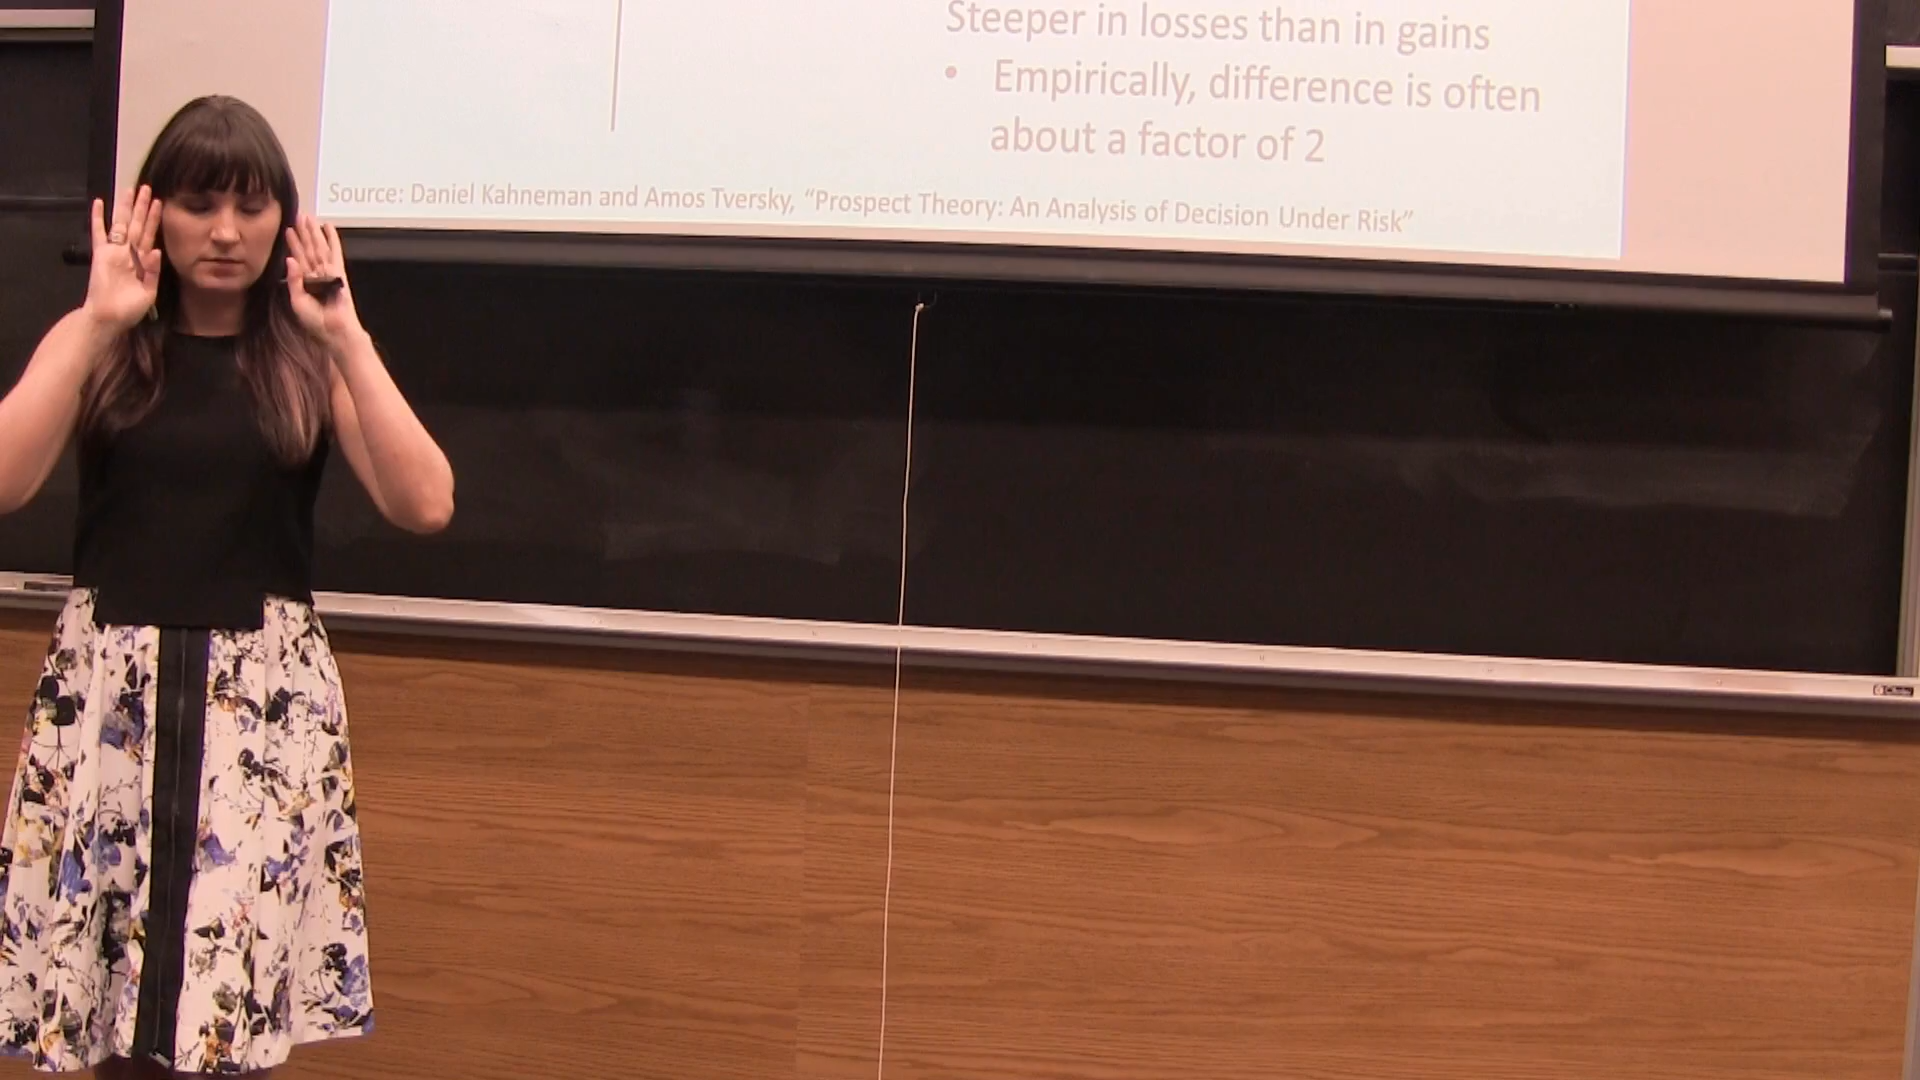 Steeper in losses than in gains
• Empirically, difference is often
about a factor of 2
Source: Daniel Kahneman and Amos Tversky, “Prospect Theory: An Analysis of Decision Under Risk”